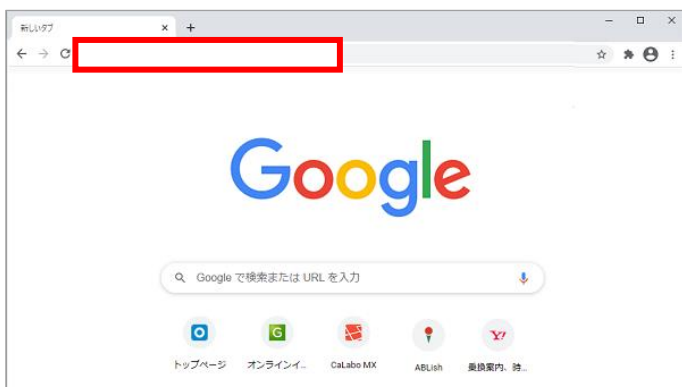 新しいタブ
Google
Google で検索または URL を入力
トップページ
オンラインイ...
CaLabo MX
ABLish
乗換案内、時...